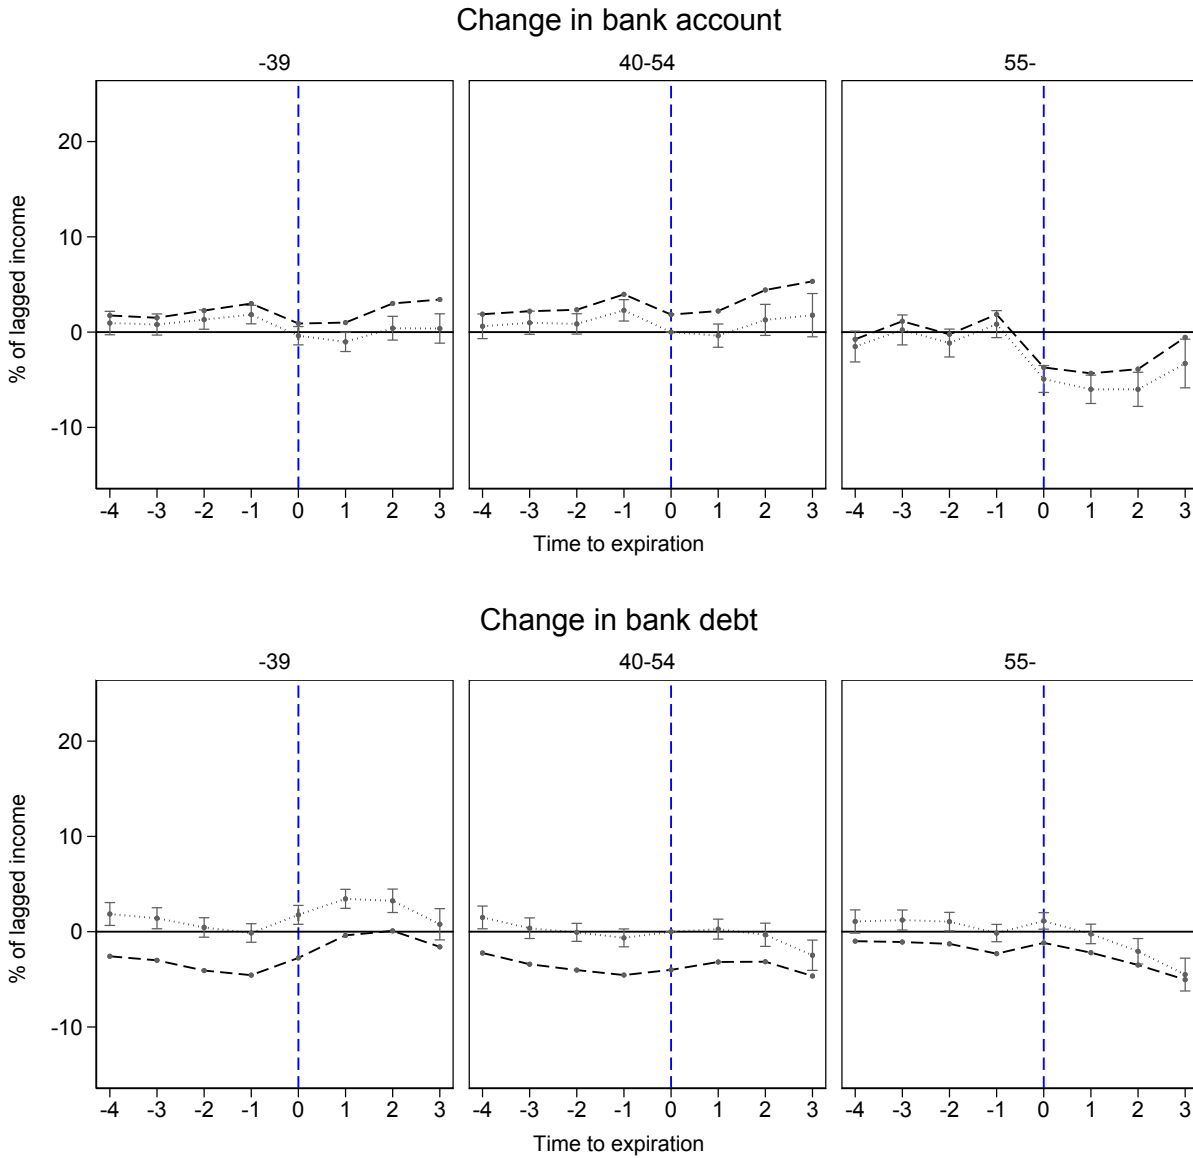 Change in bank account
-39 40-54 55-
% of lagged income
20
10
0
-10
-4 -3 -2 -1 0 1 2 3 -4 -3 -2 -1 0 1 2 3 -4 -3 -2 -1 0 1 2 3
Time to expiration
Change in bank debt
-39 40-54 55-
% of lagged income
20
10
0
-10
-4 -3 -2 -1 0 1 2 3 -4 -3 -2 -1 0 1 2 3 -4 -3 -2 -1 0 1 2 3
Time to expiration